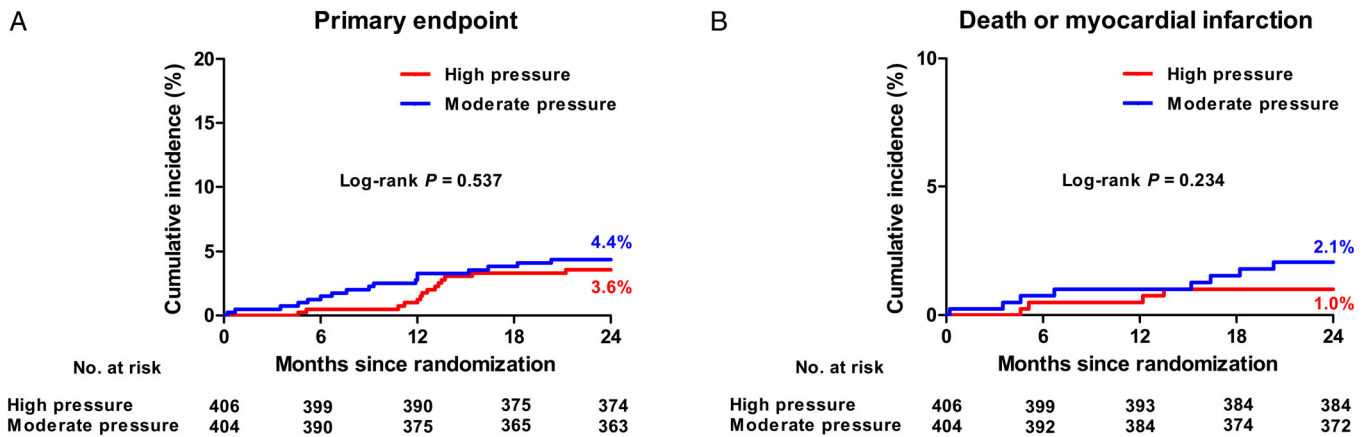 A
Primary endpoint
Cumulative incidence (%)
20
15
10
5
0
High pressure
Moderate pressure
Log-rank P = 0.537
4.4%
3.6%
0 6 12 18 24
No. at risk
Months since randomization
High pressure 406 399 390 375 374
Moderate pressure 404 390 375 365 363
B
Death or myocardial infarction
Cumulative incidence (%)
10
5
0
High pressure
Moderate pressure
Log-rank P = 0.234
2.1%
1.0%
0 6 12 18 24
No. at risk
Months since randomization
High pressure 406 399 393 384 384
Moderate pressure 404 392 384 374 372